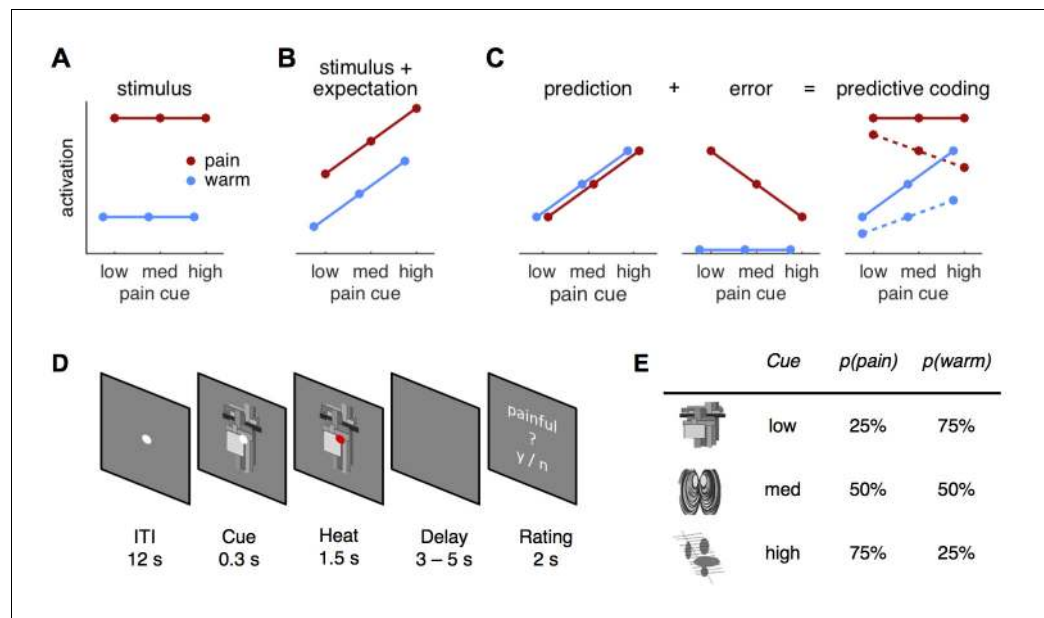 A
stimulus
activation
pain
warm
low med high
pain cue
B
stimulus +
expectation
low med high
pain cue
C
prediction + error = predictive coding
low med high
pain cue
low med high
pain cue
low med high
pain cue
D
painful
?
y / n
ITI
12 s
Cue
0.3 s
Heat
1.5 s
Delay
3 – 5 s
Rating
2 s
E
Cue p(pain) p(warm)
low 25% 75%
med 50% 50%
high 75% 25%